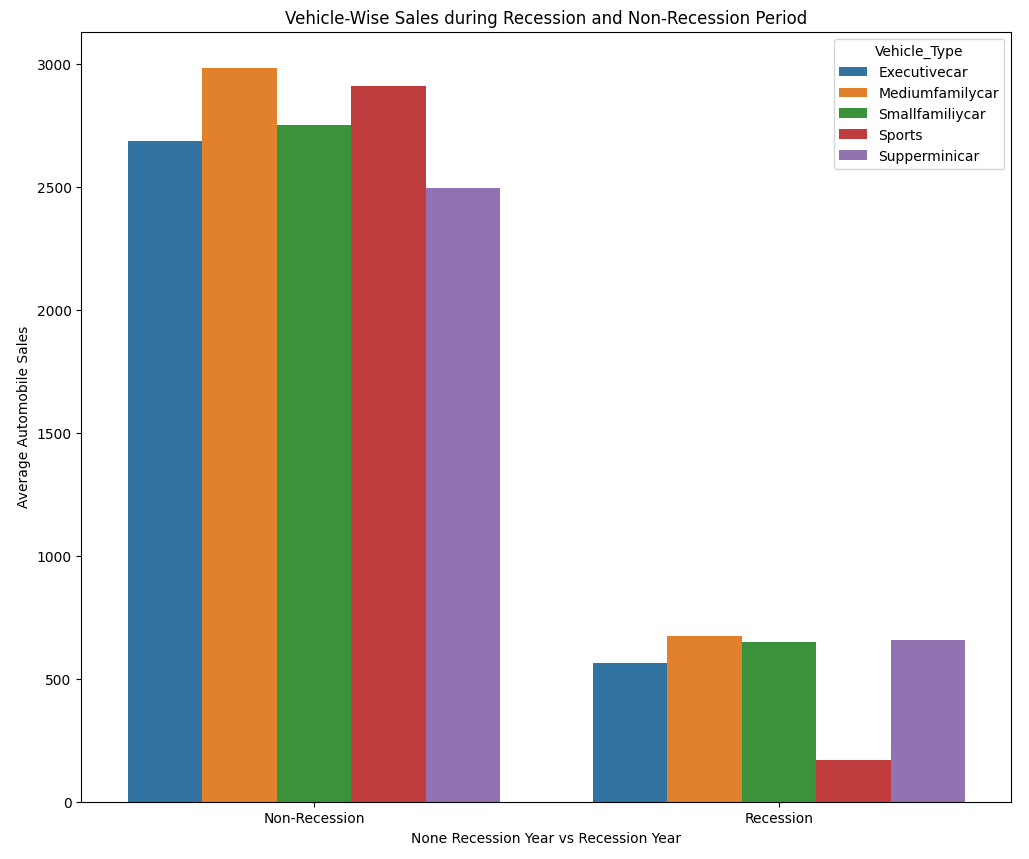 Vehicle-Wise Sales during Recession and Non-Recession Period
Vehicle_Type
Executivecar
Mediumfamilycar
Smallfamiliycar
Sports
Supperminicar
Average Automobile Sales
3000
2500
2000
1500
1000
500
0
Non-Recession
Recession
None Recession Year vs Recession Year